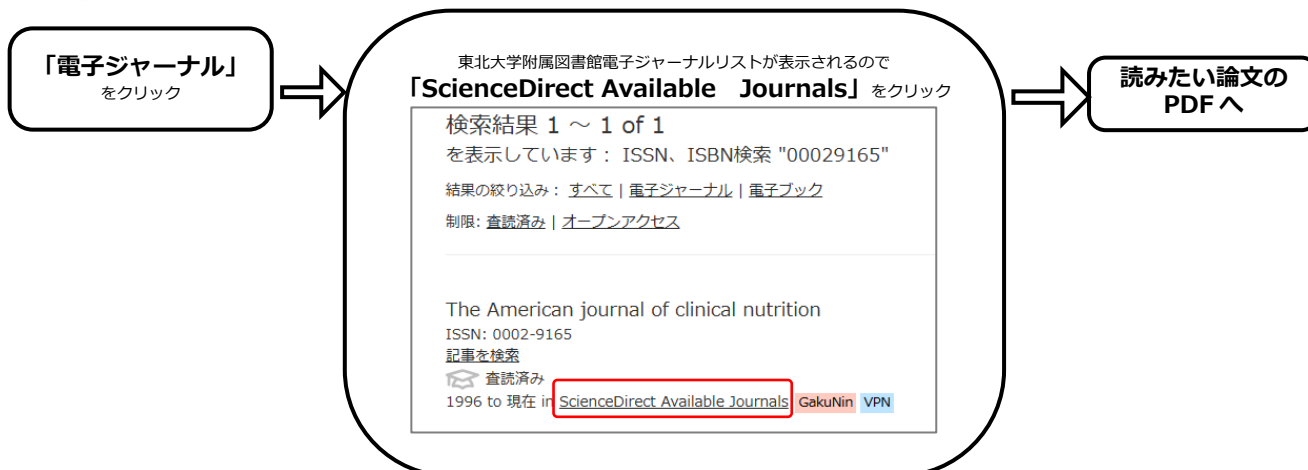 「電子ジャーナル」
をクリック
東北大学附属図書館電子ジャーナルリストが表示されるので
「ScienceDirect Available　Journals」をクリック
検索結果 1 ～ 1 of 1
を表示しています： ISSN、ISBN検索 "00029165"
結果の絞り込み： すべて | 電子ジャーナル | 電子ブック
制限: 査読済み | オープンアクセス
The American journal of clinical nutrition
ISSN: 0002-9165
記事を検索
査読済み
1996 to 現在 in ScienceDirect Available Journals GakuNin VPN
読みたい論文の
PDF へ